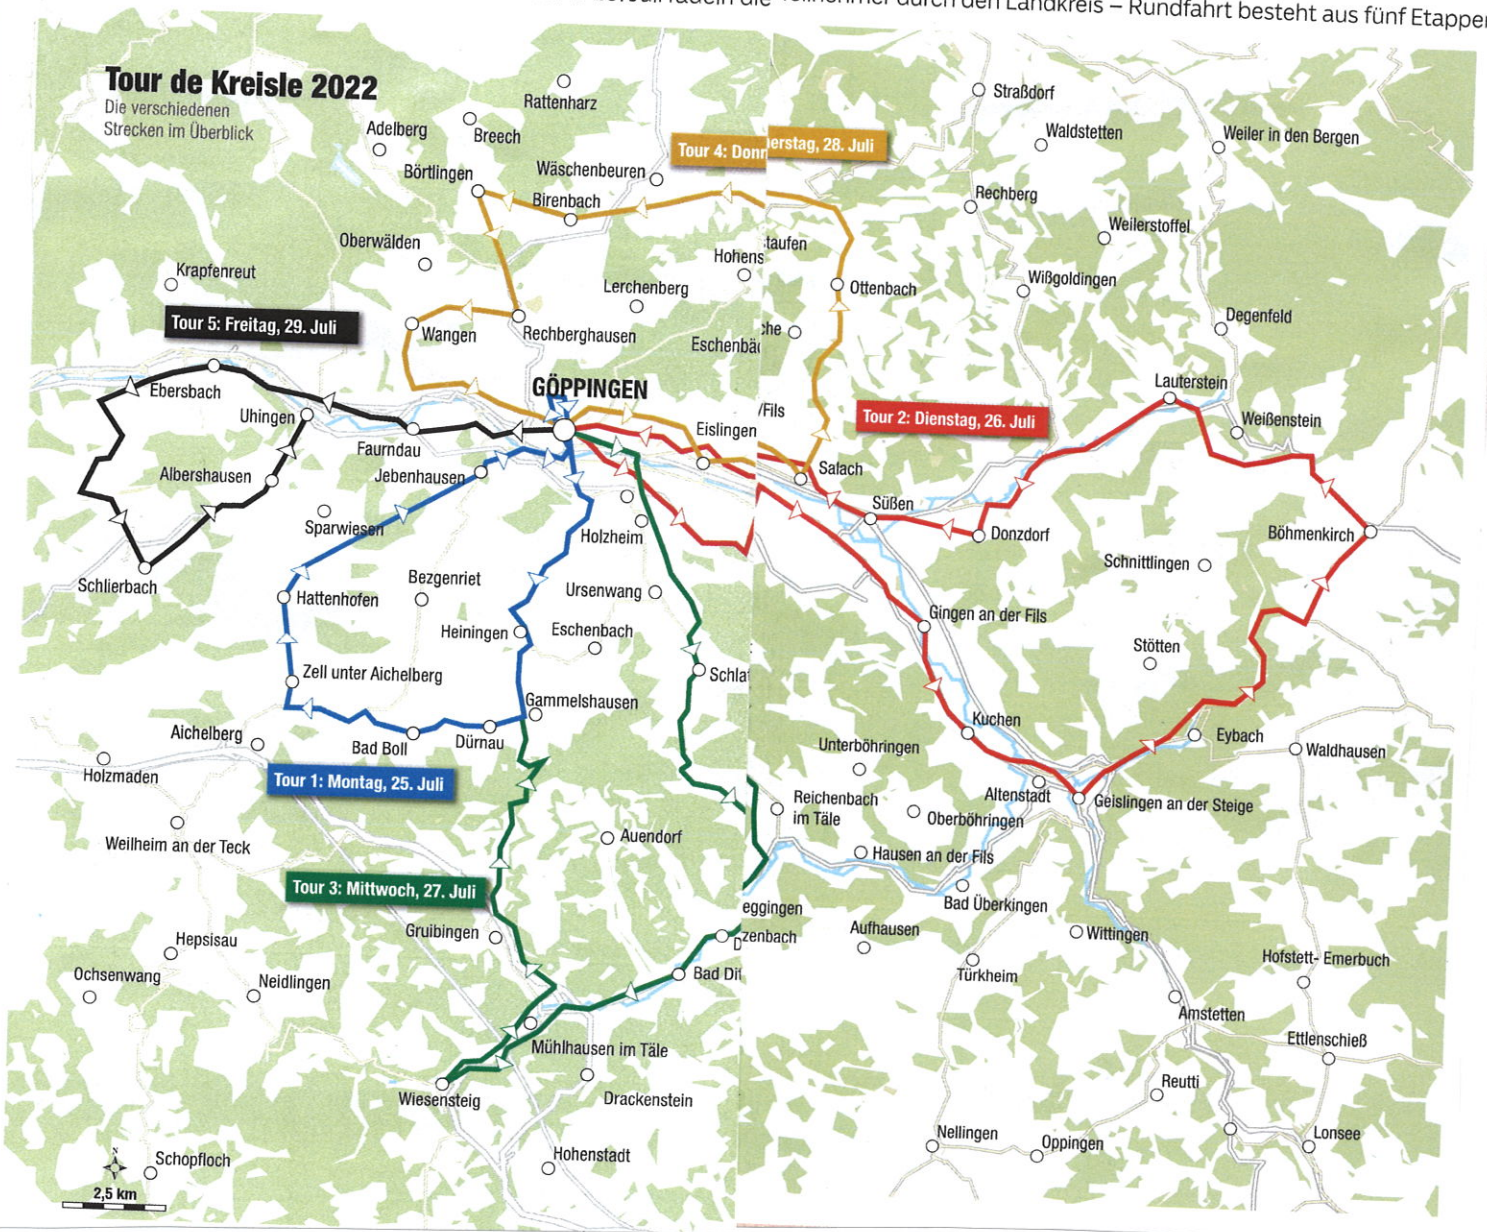 radeln die Teilnehmer durch den Landkreis – Rundfahrt besteht aus fünf Etappen
Tour de Kreisle 2022
Die verschiedenen
Strecken im Überblick
Rattenharz
Straßdorf
Adelberg
Breech
Waldstetten
Weiler in den Bergen
Tour 4: Donn
erstag, 28. Juli
Börtlingen
Wäschenbeuren
Birenbach
Rechberg
Oberwälden
Weilerstoffel
Hohens
taufen
Krapfenreut
Lerchenberg
Ottenbach
Wißgoldingen
Tour 5: Freitag, 29. Juli
Wangen
Rechberghausen
Eschenbäc
che
Degenfeld
GÖPPINGEN
Ebersbach
Lauterstein
Uhingen
/Fils
Tour 2: Dienstag, 26. Juli
Weißenstein
Faurndau
Eislingen
Albershausen
Jebenhausen
Salach
Süßen
Sparwiesen
Holzheim
Donzdorf
Böhmenkirch
Schlierbach
Bezgenriet
Ursenwang
Schnittlingen
Hattenhofen
Gingen an der Fils
Heiningen
Eschenbach
Stötten
Zell unter Aichelberg
Schlat
Gammelshausen
Kuchen
Aichelberg
Bad Boll
Dürnau
Unterböhringen
Eybach
Waldhausen
Holzmaden
Tour 1: Montag, 25. Juli
Reichenbach
im Täle
Altenstadt
Geislingen an der Steige
Oberböhringen
Weilheim an der Teck
Auendorf
Hausen an der Fils
Tour 3: Mittwoch, 27. Juli
Bad Überkingen
eggingen
Gruibingen
D
zenbach
Aufhausen
Wittingen
Hepsisau
Hofstett- Emerbuch
Ochsenwang
Neidlingen
Bad Dit
Türkheim
Amstetten
Mühlhausen im Täle
Ettlenschieß
Wiesensteig
Drackenstein
Reutti
Nellingen
Oppingen
Lonsee
Hohenstadt
N
Schopfloch
2,5 km